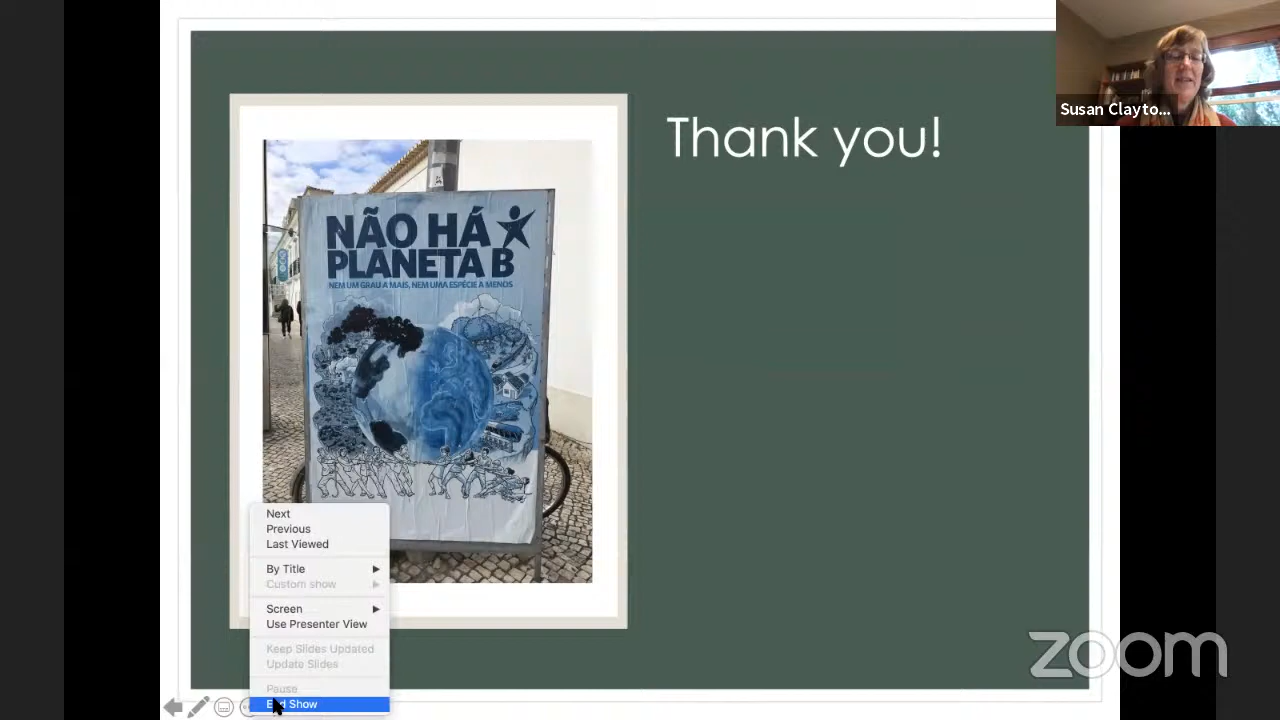 Susan Clayto...
Thank you!
NÃO HÁ
PLANETA B
NEM UM GRAU A MAIS, NEM UMA ESPÉCIE A MENOS
Next
Previous
Last Viewed
By Title
Custom show
Screen
Use Presenter View
Keep Slides Updated
Update Slides
Pause
End Show
zoom